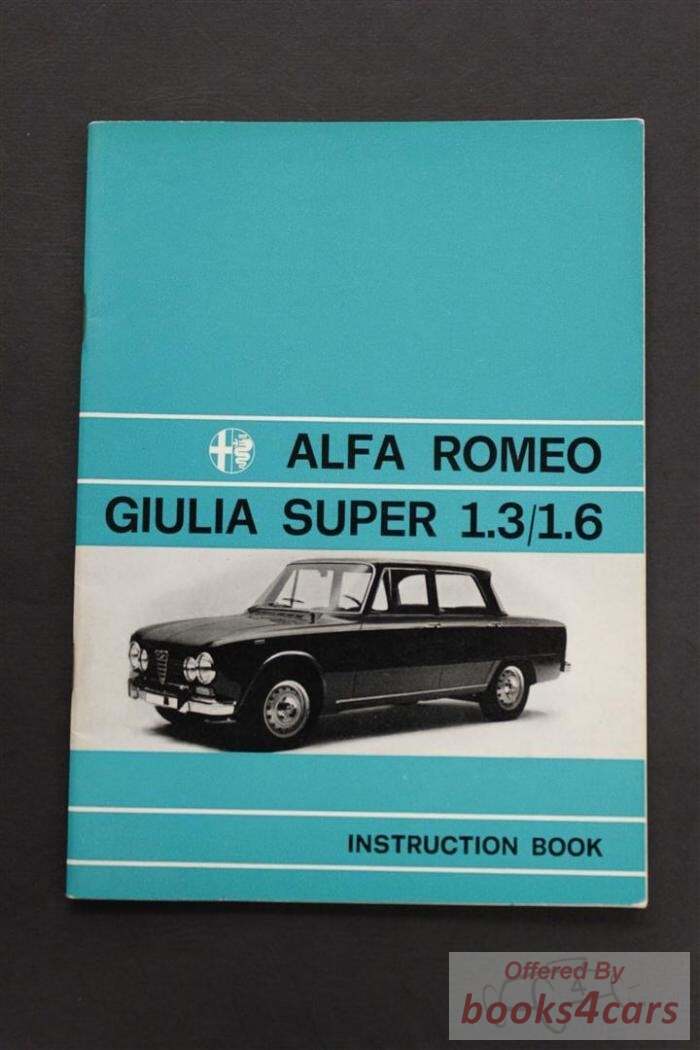 ALFA ROMEO
GIULIA SUPER 1.3/1.6
INSTRUCTION BOOK
Offered By
books4cars